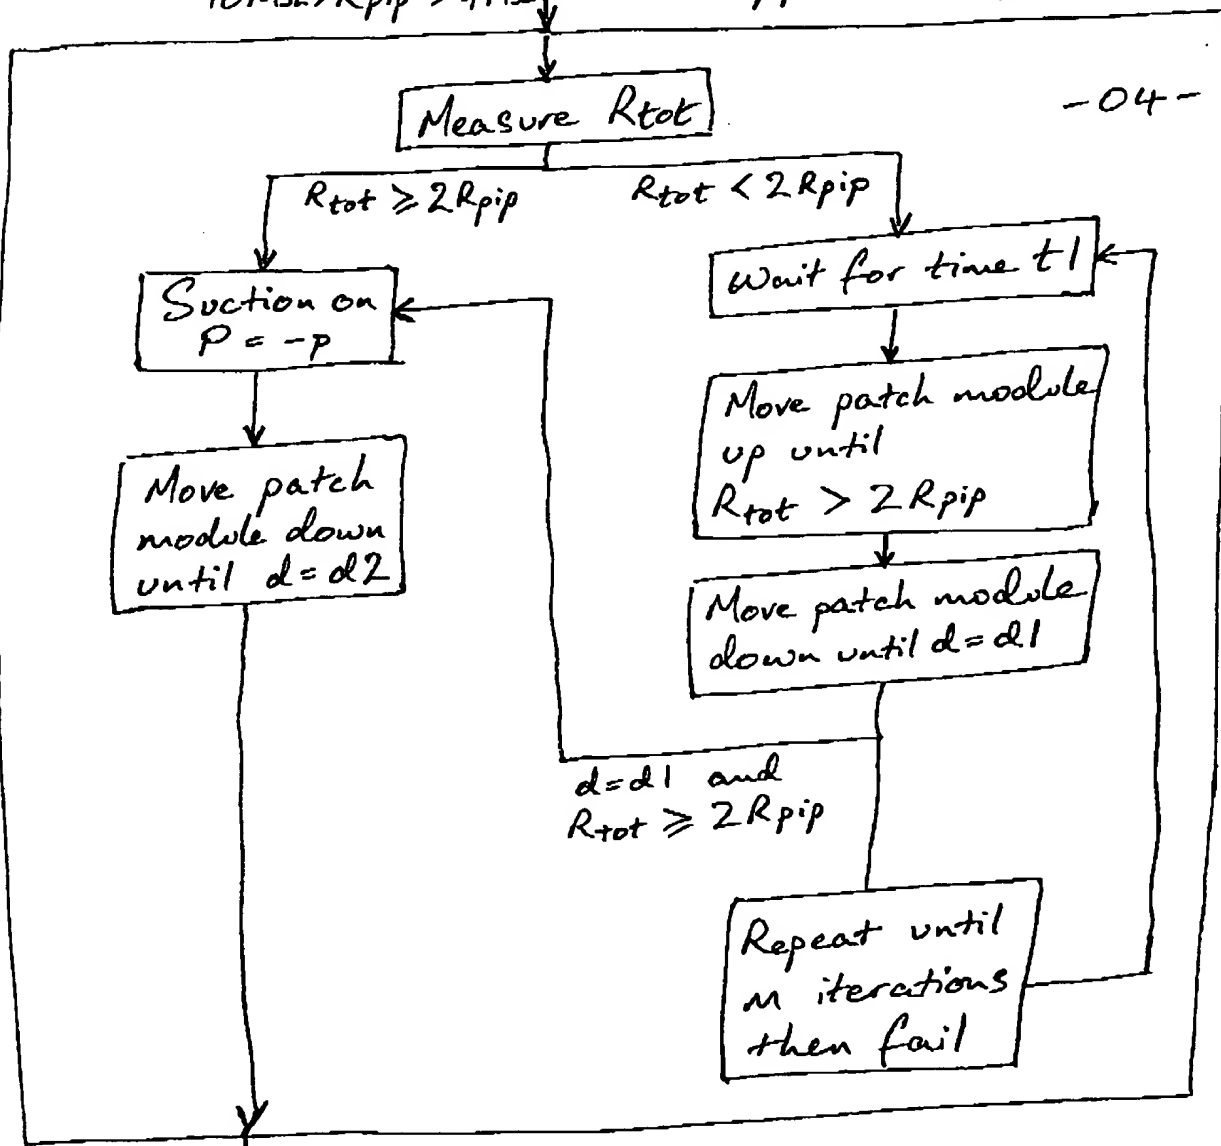 Rpip
-04-
Measure Rtot
Rtot ≥ 2Rpip
Rtot < 2Rpip
Suction on
P = -p
Wait for time t1
Move patch module
up until
Rtot > 2Rpip
Move patch
module down
until d=d2
Move patch module
down until d=d1
d=d1 and
Rtot ≥ 2Rpip
Repeat until
m iterations
then fail